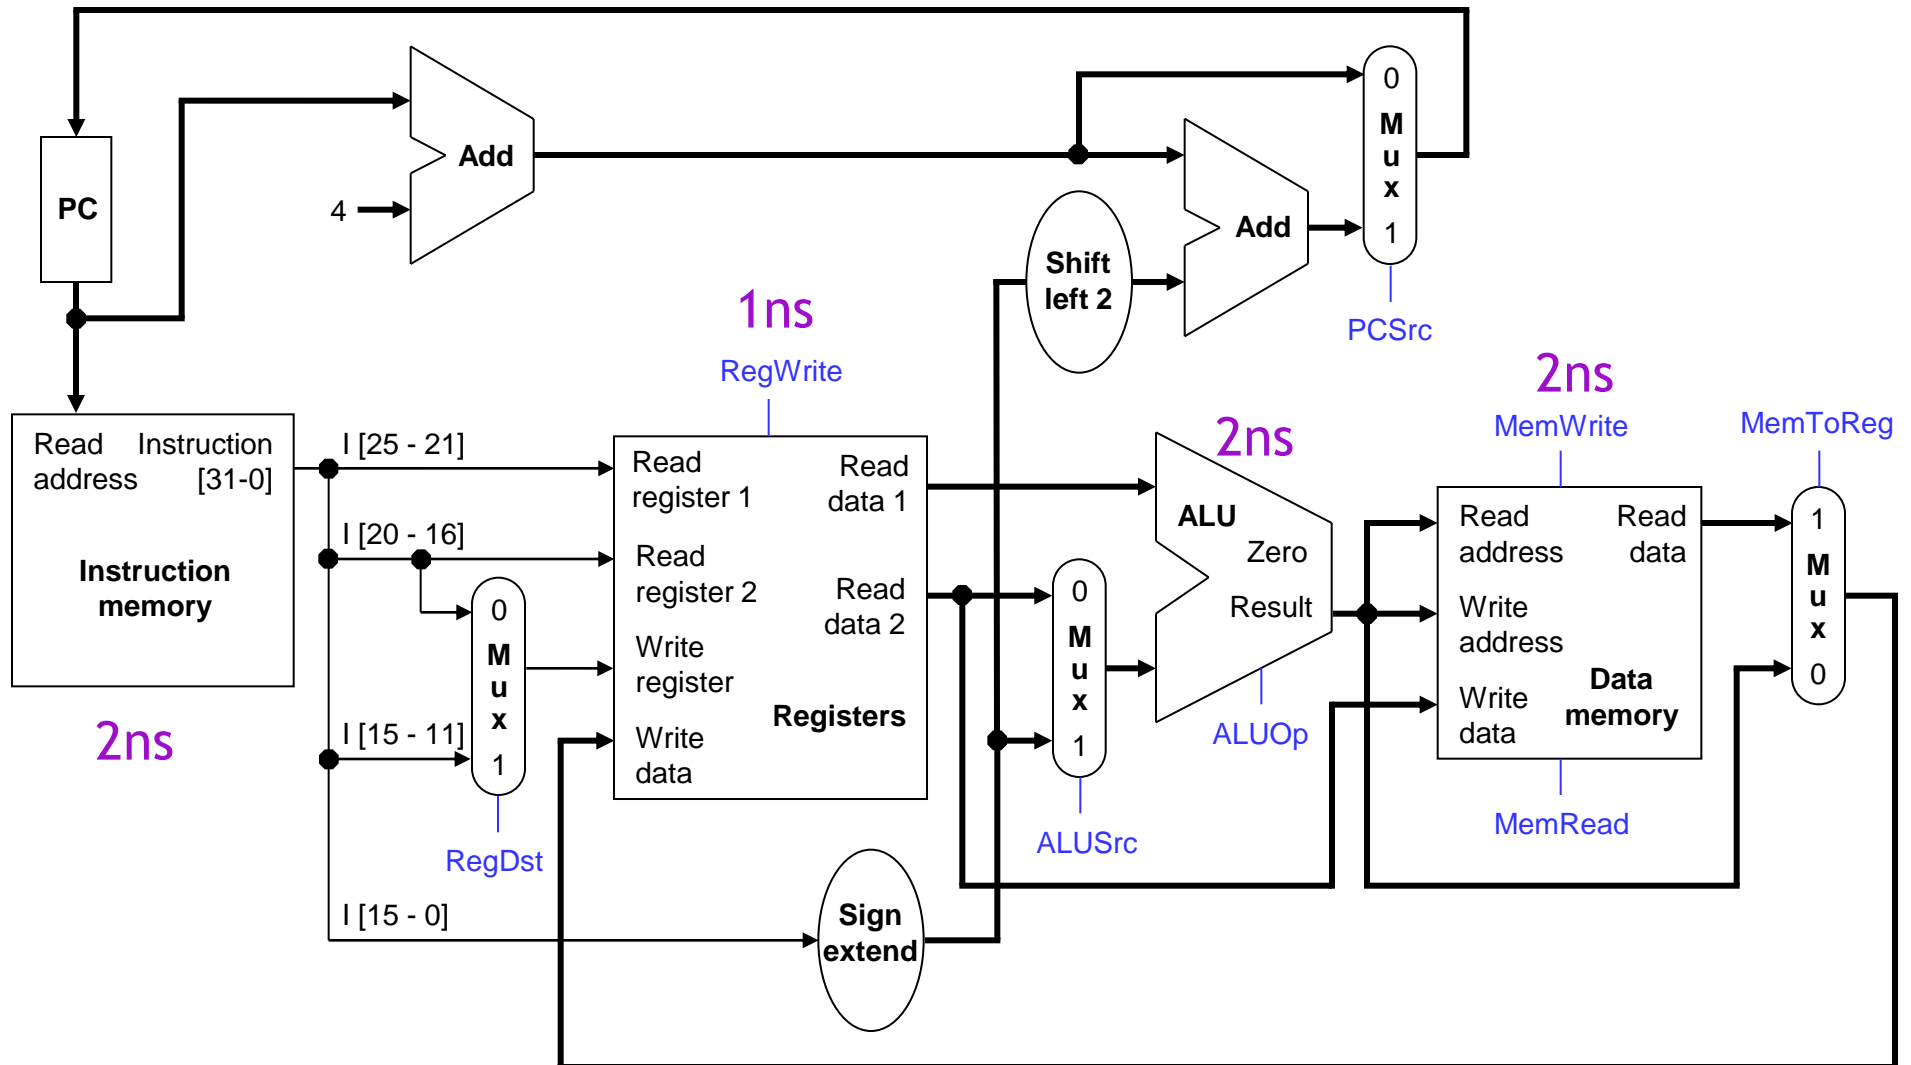 PC
Add
4
0
M
u
x
1
PCSrc
Add
Shift
left 2
1ns
RegWrite
Read address
Instruction [31-0]
Instruction
memory
2ns
I [25 - 21]
I [20 - 16]
I [15 - 11]
I [15 - 0]
0
M
u
x
1
RegDst
Read
register 1
Read
register 2
Write
register
Write
data
Read
data 1
Read
data 2
Registers
Sign
extend
0
M
u
x
1
ALUSrc
2ns
ALU
Zero
Result
ALUOp
2ns
MemWrite
Read
address
Write
address
Write
data
Read
data
Data
memory
MemRead
MemToReg
1
M
u
x
0